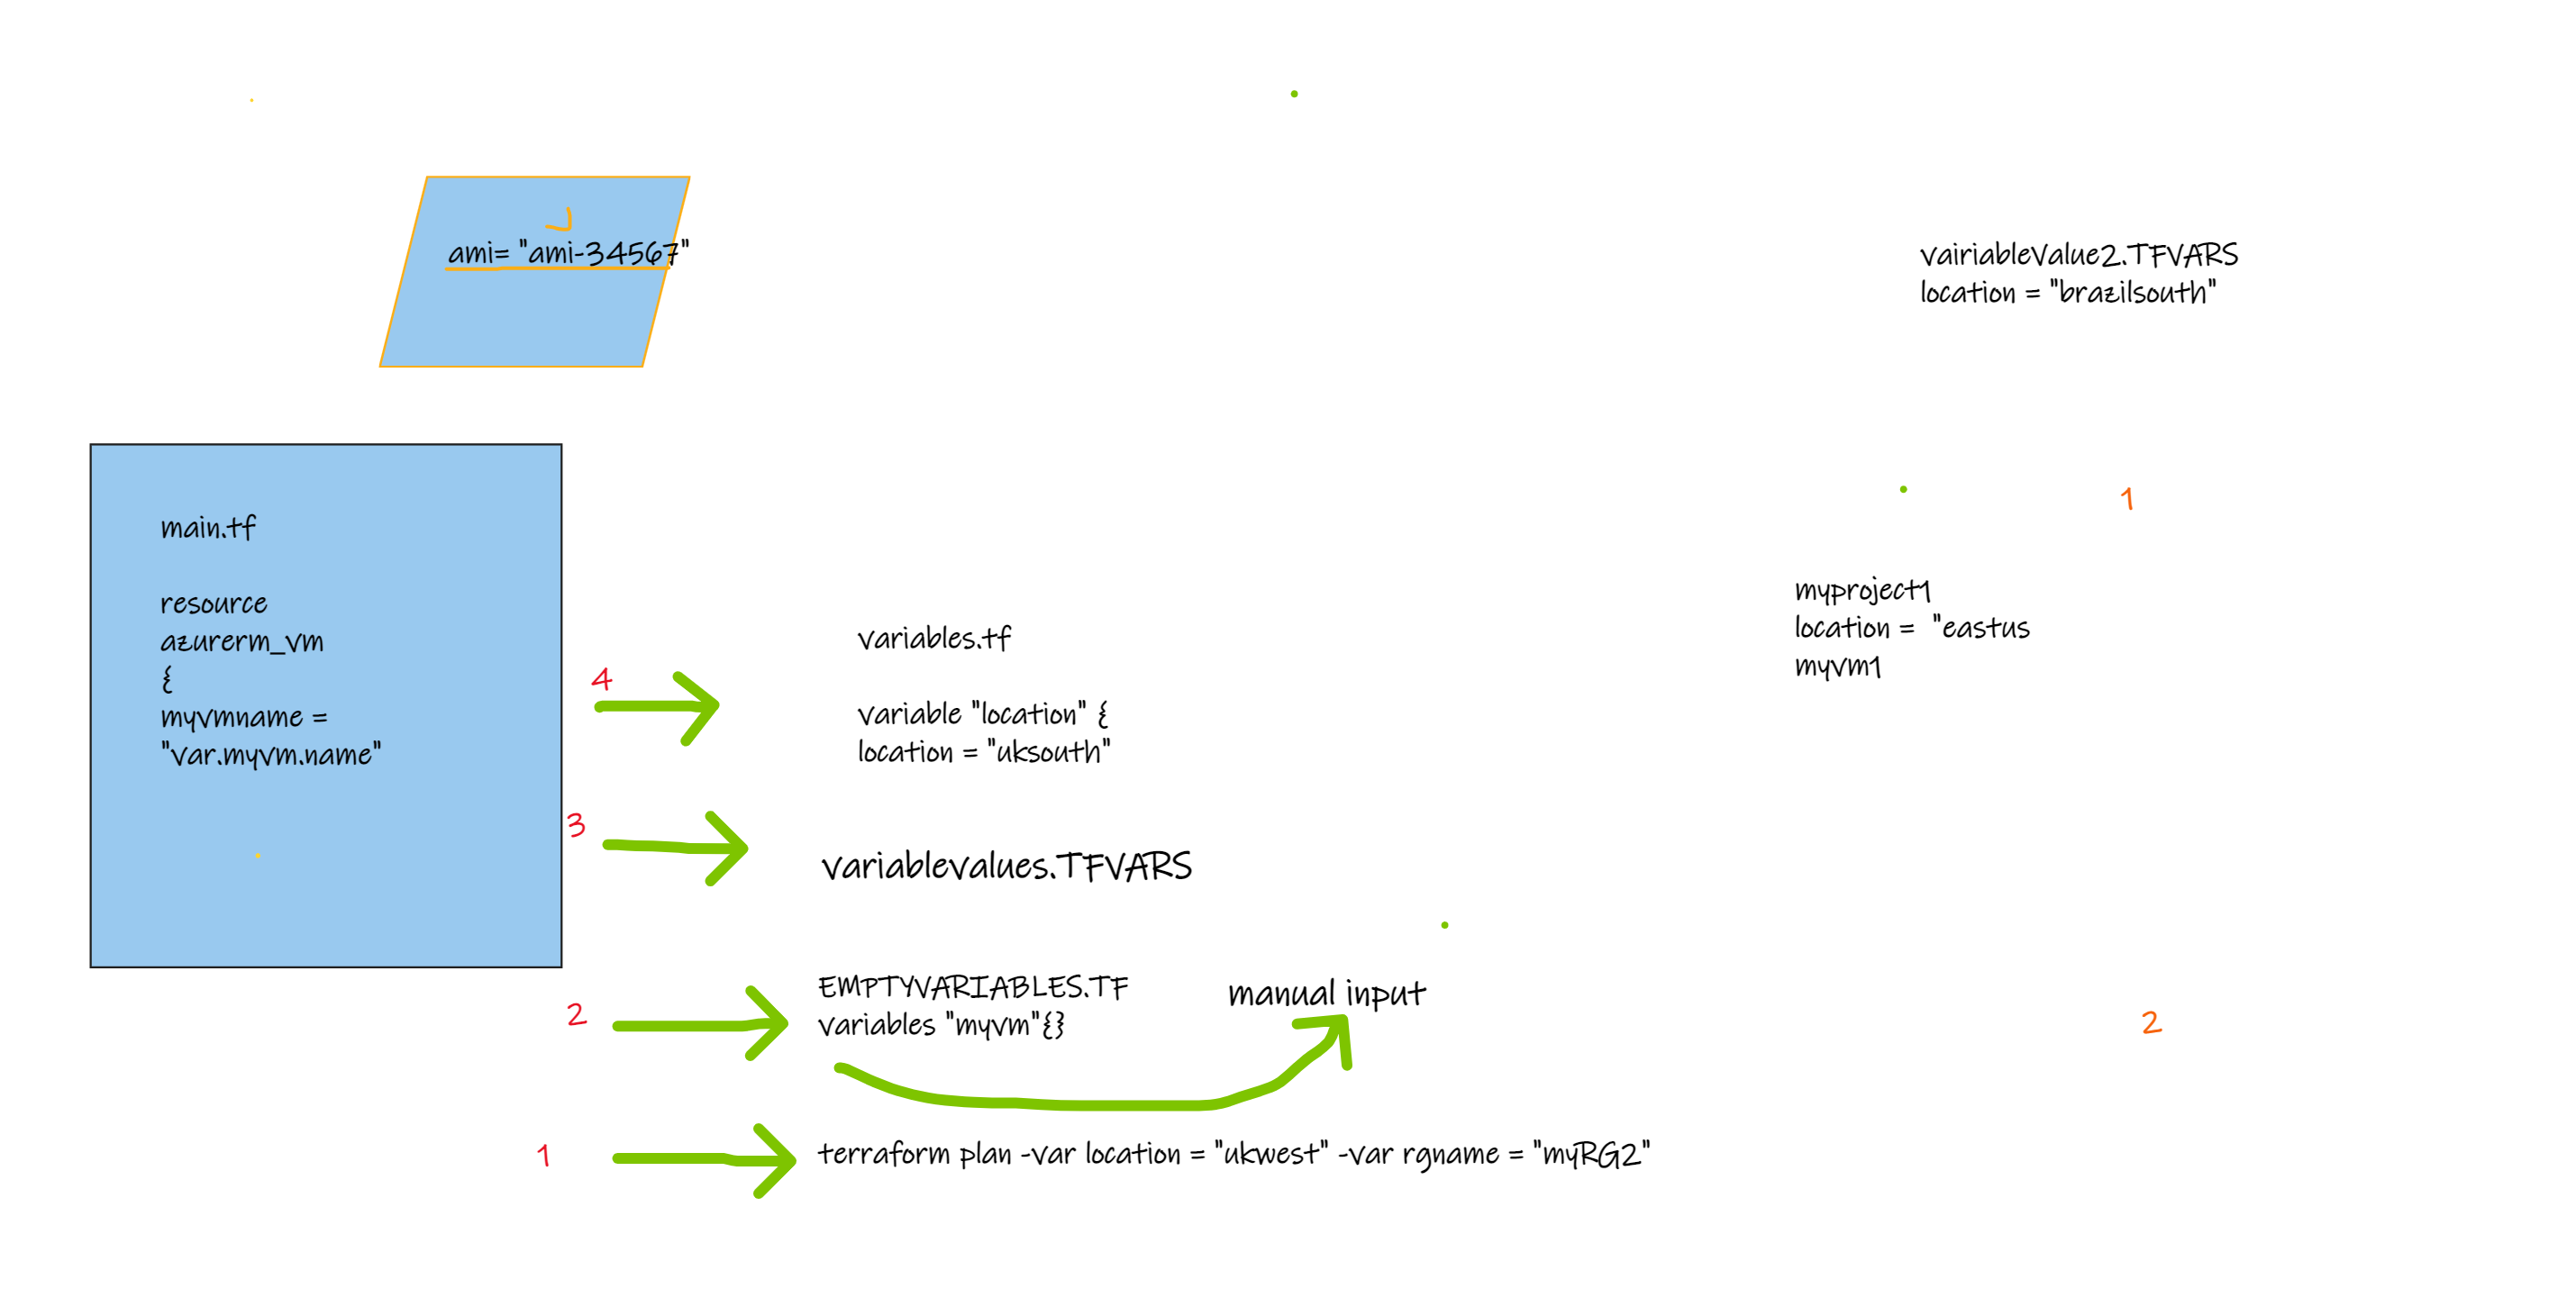 ami= "ami-34567"
vairiableValue2.TFVARS
location = "brazilsouth"
main.tf
resource
azurerm_vm
{
myvmname =
"var.myvm.name"
4
variables.tf
variable "location" {
location = "uksouth"
1
myproject1
location =  "eastus
myvm1
3
variablevalues.TFVARS
2
EMPTYVARIABLES.TF
variables "myvm"{}
manual input
2
1
terraform plan -var location = "ukwest" -var rgname = "myRG2"